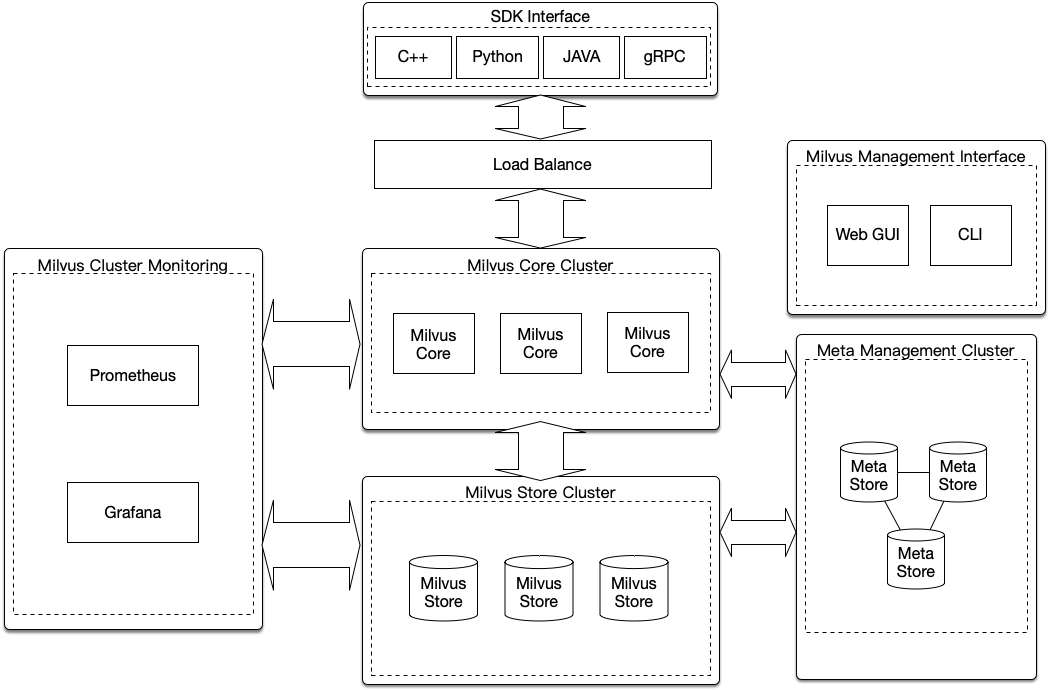 SDK Interface
C++ Python JAVA gRPC
Load Balance
Milvus Management Interface
Web GUI CLI
Milvus Cluster Monitoring
Prometheus
Grafana
Milvus Core Cluster
Milvus
Core
Milvus
Core
Milvus
Core
Meta Management Cluster
Meta
Store
Meta
Store
Meta
Store
Milvus Store Cluster
Milvus
Store
Milvus
Store
Milvus
Store